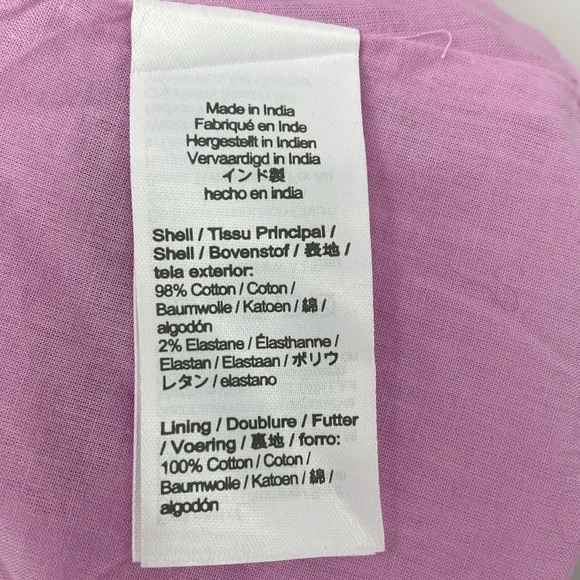 Made in India
Fabriqué en Inde
Hergestellt in Indien
Vervaardigd in India
インド製
hecho en india
Shell / Tissu Principal /
Shell / Bovenstof / 表地 /
tela exterior:
98% Cotton / Coton /
Baumwolle / Katoen / 綿 /
algodón
2% Elastane / Élasthanne /
Elastan / Elastaan / ポリウ
レタン / elastano
Lining / Doublure / Futter
/ Voering / 裏地 / forro:
100% Cotton / Coton /
Baumwolle / Katoen / 綿 /
algodón